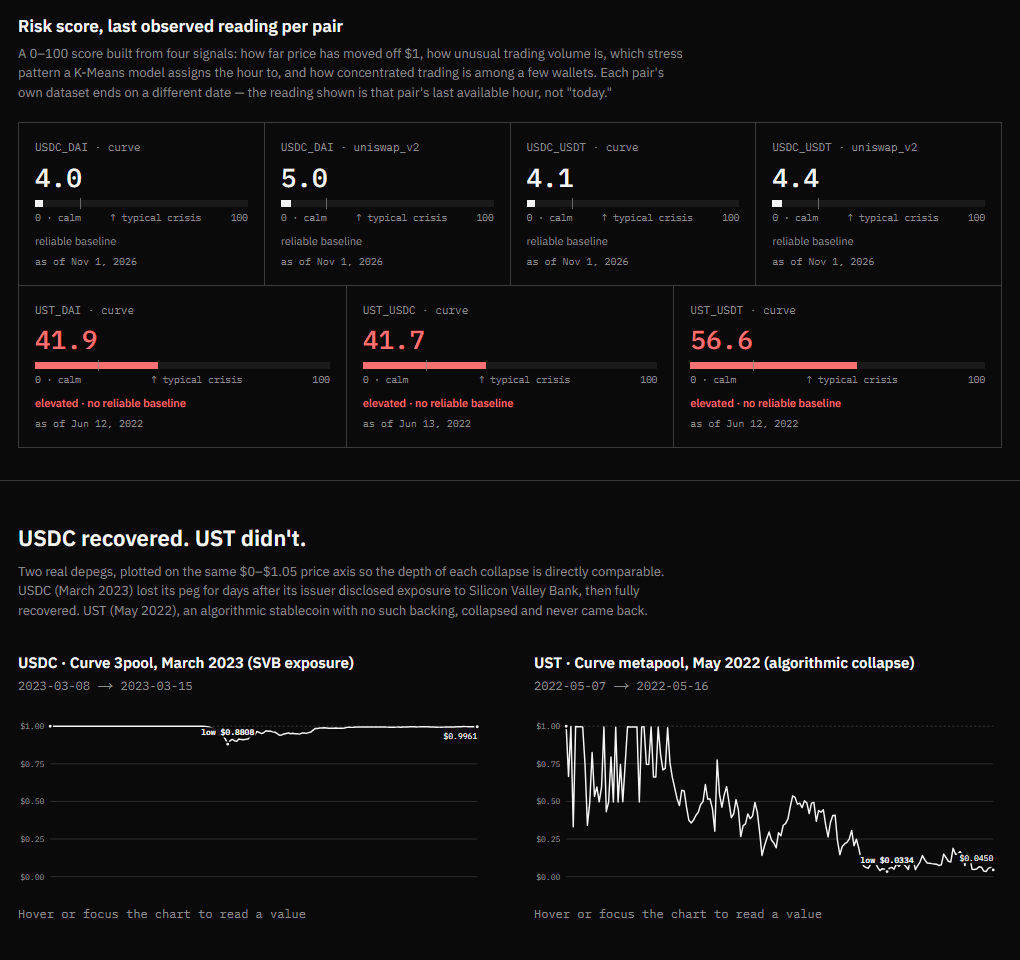 Risk score, last observed reading per pair
A 0–100 score built from four signals: how far price has moved off $1, how unusual trading volume is, which stress
pattern a K-Means model assigns the hour to, and how concentrated trading is among a few wallets. Each pair's
own dataset ends on a different date — the reading shown is that pair's last available hour, not "today."
USDC_DAI · curve
4.0
0 · calm ↑ typical crisis 100
reliable baseline
as of Nov 1, 2026
USDC_DAI · uniswap_v2
5.0
0 · calm ↑ typical crisis 100
reliable baseline
as of Nov 1, 2026
USDC_USDT · curve
4.1
0 · calm ↑ typical crisis 100
reliable baseline
as of Nov 1, 2026
USDC_USDT · uniswap_v2
4.4
0 · calm ↑ typical crisis 100
reliable baseline
as of Nov 1, 2026
UST_DAI · curve
41.9
0 · calm ↑ typical crisis 100
elevated · no reliable baseline
as of Jun 12, 2022
UST_USDC · curve
41.7
0 · calm ↑ typical crisis 100
elevated · no reliable baseline
as of Jun 13, 2022
UST_USDT · curve
56.6
0 · calm ↑ typical crisis 100
elevated · no reliable baseline
as of Jun 12, 2022
USDC recovered. UST didn't.
Two real depegs, plotted on the same $0–$1.05 price axis so the depth of each collapse is directly comparable.
USDC (March 2023) lost its peg for days after its issuer disclosed exposure to Silicon Valley Bank, then fully
recovered. UST (May 2022), an algorithmic stablecoin with no such backing, collapsed and never came back.
USDC · Curve 3pool, March 2023 (SVB exposure)
2023-03-08 → 2023-03-15
$1.00
low $0.8808
$0.9961
$0.75
$0.50
$0.25
$0.00
Hover or focus the chart to read a value
UST · Curve metapool, May 2022 (algorithmic collapse)
2022-05-07 → 2022-05-16
$1.00
$0.75
$0.50
$0.25
low $0.0334
$0.0450
$0.00
Hover or focus the chart to read a value